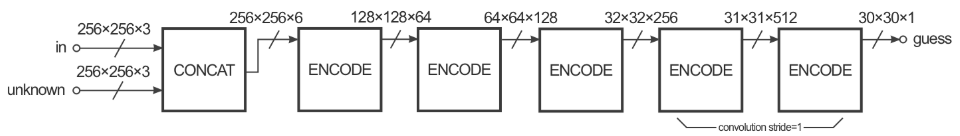 256×256×3
in
256×256×3
unknown
CONCAT
256×256×6
ENCODE
128×128×64
ENCODE
64×64×128
ENCODE
32×32×256
ENCODE
31×31×512
ENCODE
30×30×1
guess
convolution stride=1